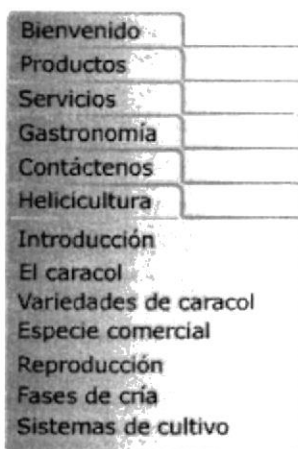 Bienvenido
Productos
Servicios
Gastronomía
Contáctenos
Helicicultura
Introducción
El caracol
Variedades de caracol
Especie comercial
Reproducción
Fases de cría
Sistemas de cultivo